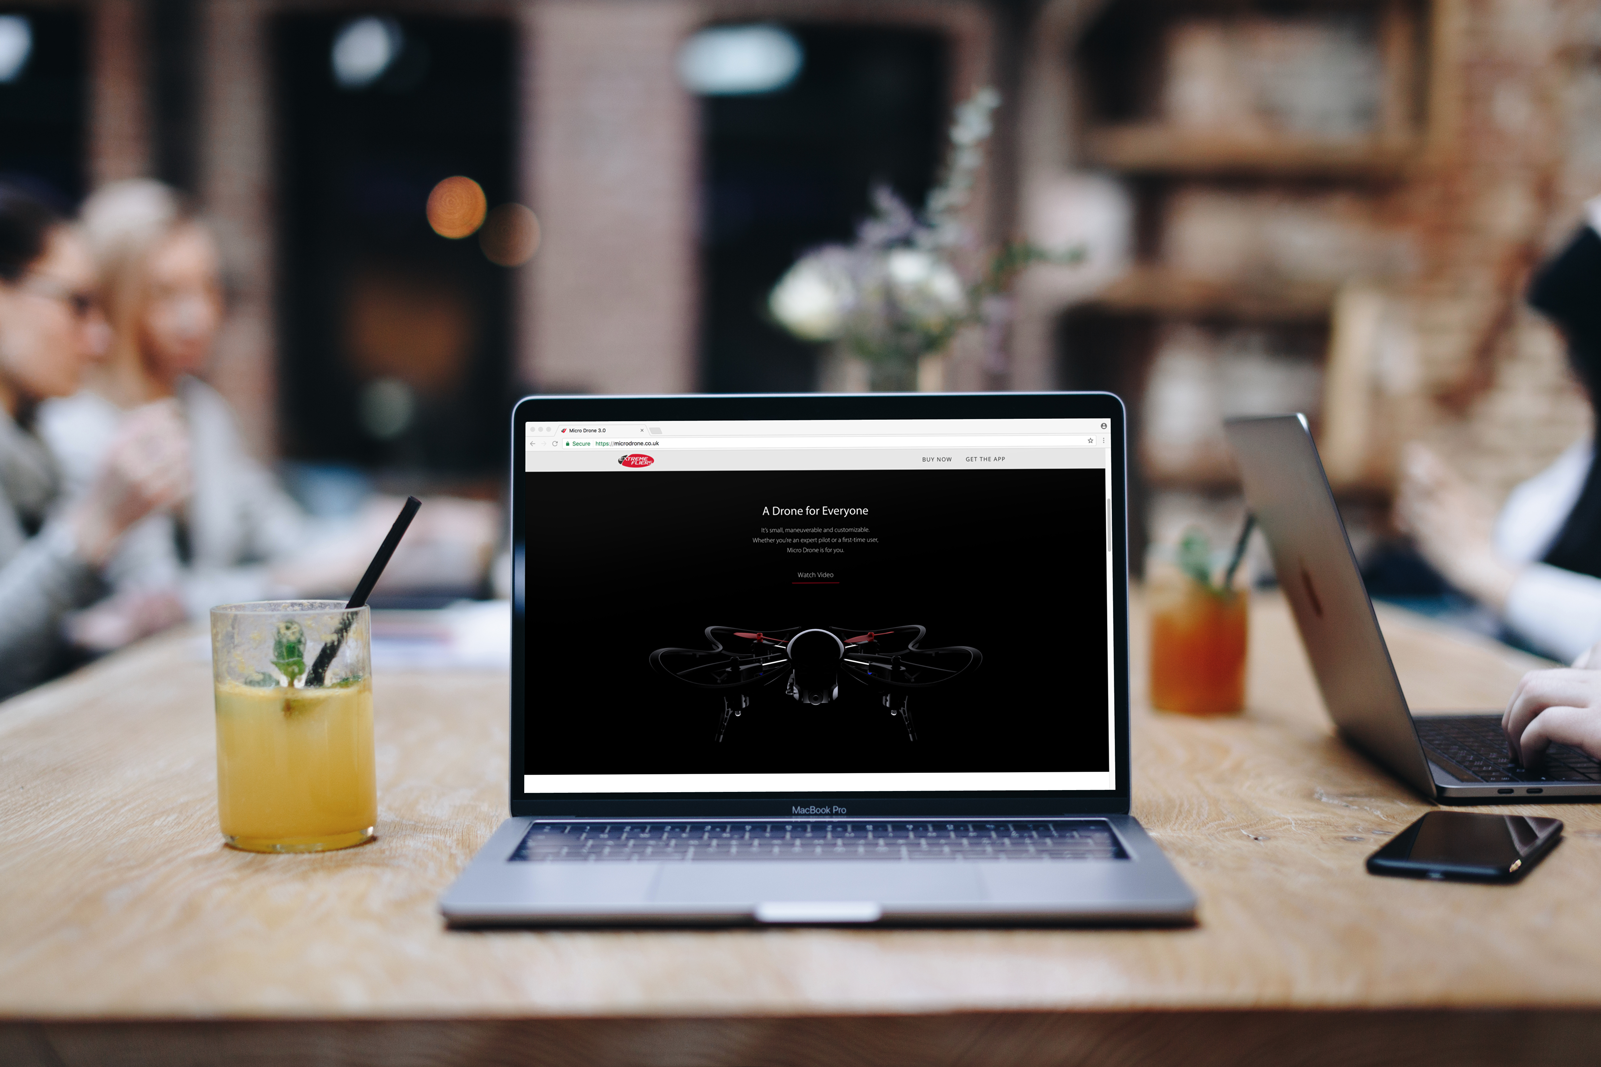 Micro Drone 3.0
Secure https://microdrone.co.uk
EXTREME
FLIERS
BUY NOW GET THE APP
A Drone for Everyone
It's small, maneuverable and customizable.
Whether you're an expert pilot or a first-time user,
Micro Drone is for you.
Watch Video
MacBook Pro